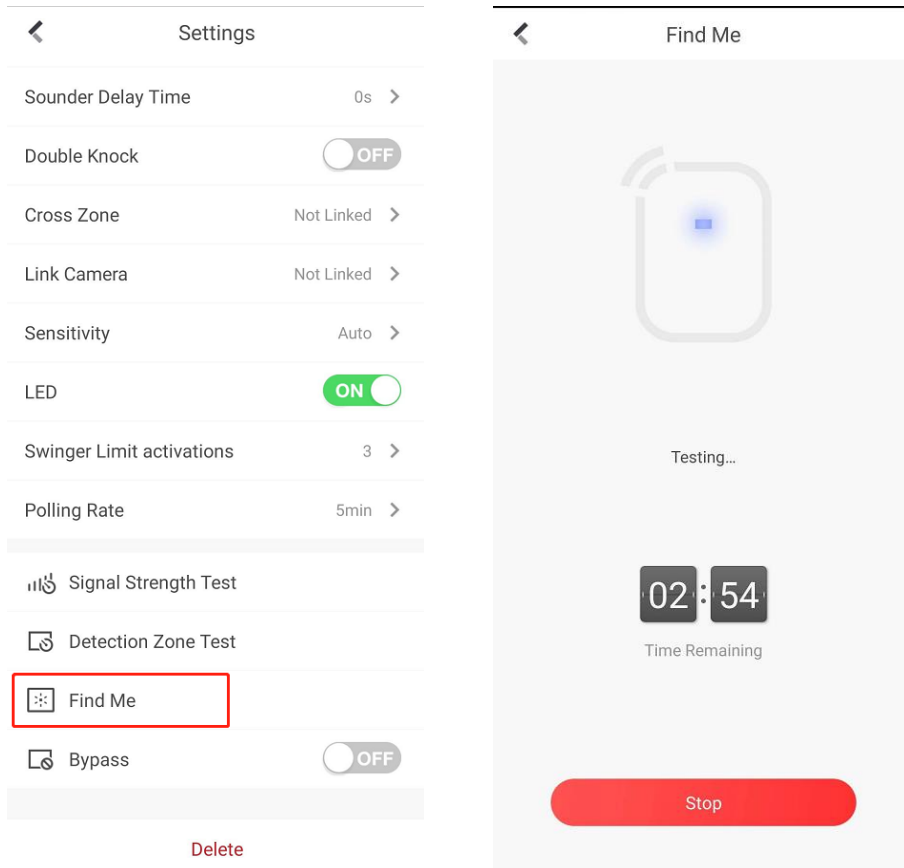 Settings
Sounder Delay Time 0s
Double Knock OFF
Cross Zone Not Linked
Link Camera Not Linked
Sensitivity Auto
LED ON
Swinger Limit activations 3
Polling Rate 5min
Signal Strength Test
Detection Zone Test
Find Me
Bypass OFF
Delete
Find Me
Testing...
02:54
Time Remaining
Stop